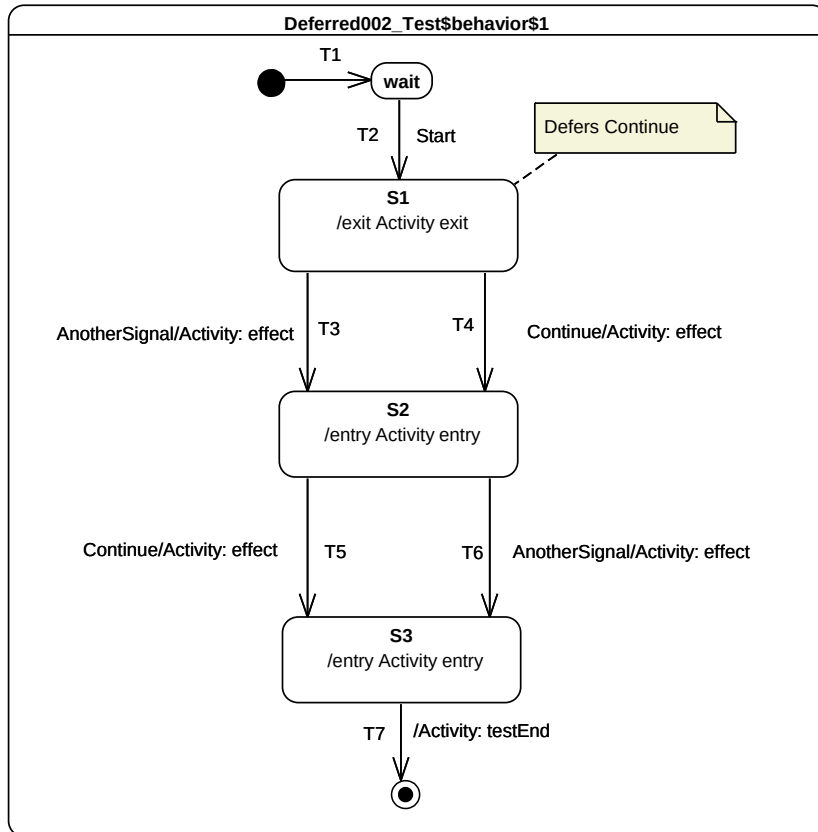 Deferred002_Test$behavior$1
T1
wait
T2
Start
Defers Continue
S1
/exit Activity exit
AnotherSignal/Activity: effect
T3
T4
Continue/Activity: effect
S2
/entry Activity entry
Continue/Activity: effect
T5
T6
AnotherSignal/Activity: effect
S3
/entry Activity entry
T7
/Activity: testEnd